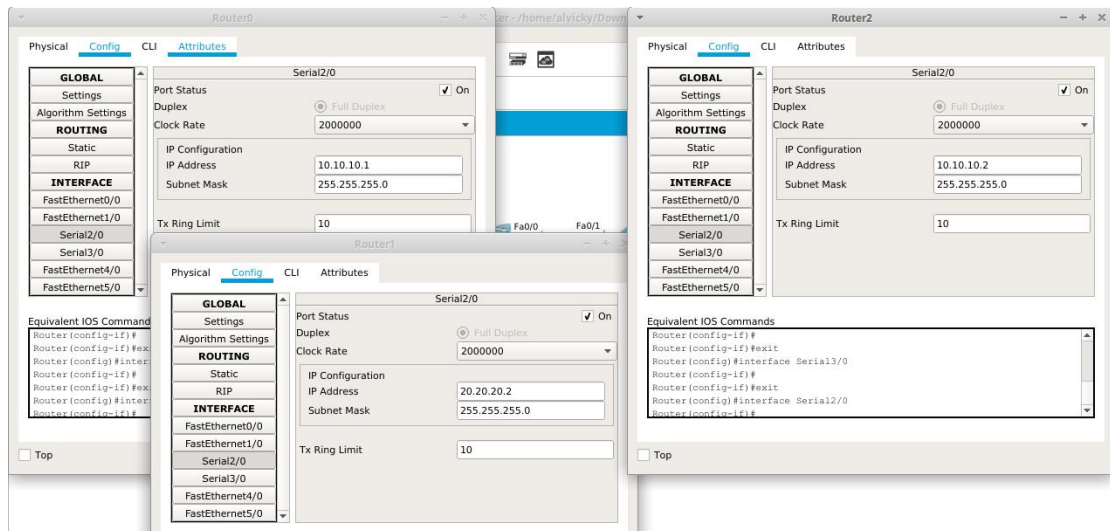 Router0
Physical Config CLI Attributes
GLOBAL
Settings
Algorithm Settings
ROUTING
Static
RIP
INTERFACE
FastEthernet0/0
FastEthernet1/0
Serial2/0
Serial3/0
FastEthernet4/0
FastEthernet5/0
Serial2/0
Port Status On
Duplex Full Duplex
Clock Rate 2000000
IP Configuration
IP Address 10.10.10.1
Subnet Mask 255.255.255.0
Tx Ring Limit 10
Equivalent IOS Command
Router(config-if)#
Router(config-if)#ex
Router(config)#inter
Router(config-if)#
Router(config-if)#ex
Router(config)#inter
Router(config-if)#
Top
er - /home/alvicky/Down
Fa0/0 Fa0/1
Router1
Physical Config CLI Attributes
GLOBAL
Settings
Algorithm Settings
ROUTING
Static
RIP
INTERFACE
FastEthernet0/0
FastEthernet1/0
Serial2/0
Serial3/0
FastEthernet4/0
FastEthernet5/0
Serial2/0
Port Status On
Duplex Full Duplex
Clock Rate 2000000
IP Configuration
IP Address 20.20.20.2
Subnet Mask 255.255.255.0
Tx Ring Limit 10
Router2
Physical Config CLI Attributes
GLOBAL
Settings
Algorithm Settings
ROUTING
Static
RIP
INTERFACE
FastEthernet0/0
FastEthernet1/0
Serial2/0
Serial3/0
FastEthernet4/0
FastEthernet5/0
Serial2/0
Port Status On
Duplex Full Duplex
Clock Rate 2000000
IP Configuration
IP Address 10.10.10.2
Subnet Mask 255.255.255.0
Tx Ring Limit 10
Equivalent IOS Commands
Router(config-if)#
Router(config-if)#exit
Router(config)#interface Serial3/0
Router(config-if)#
Router(config-if)#exit
Router(config)#interface Serial2/0
Router(config-if)#
Top